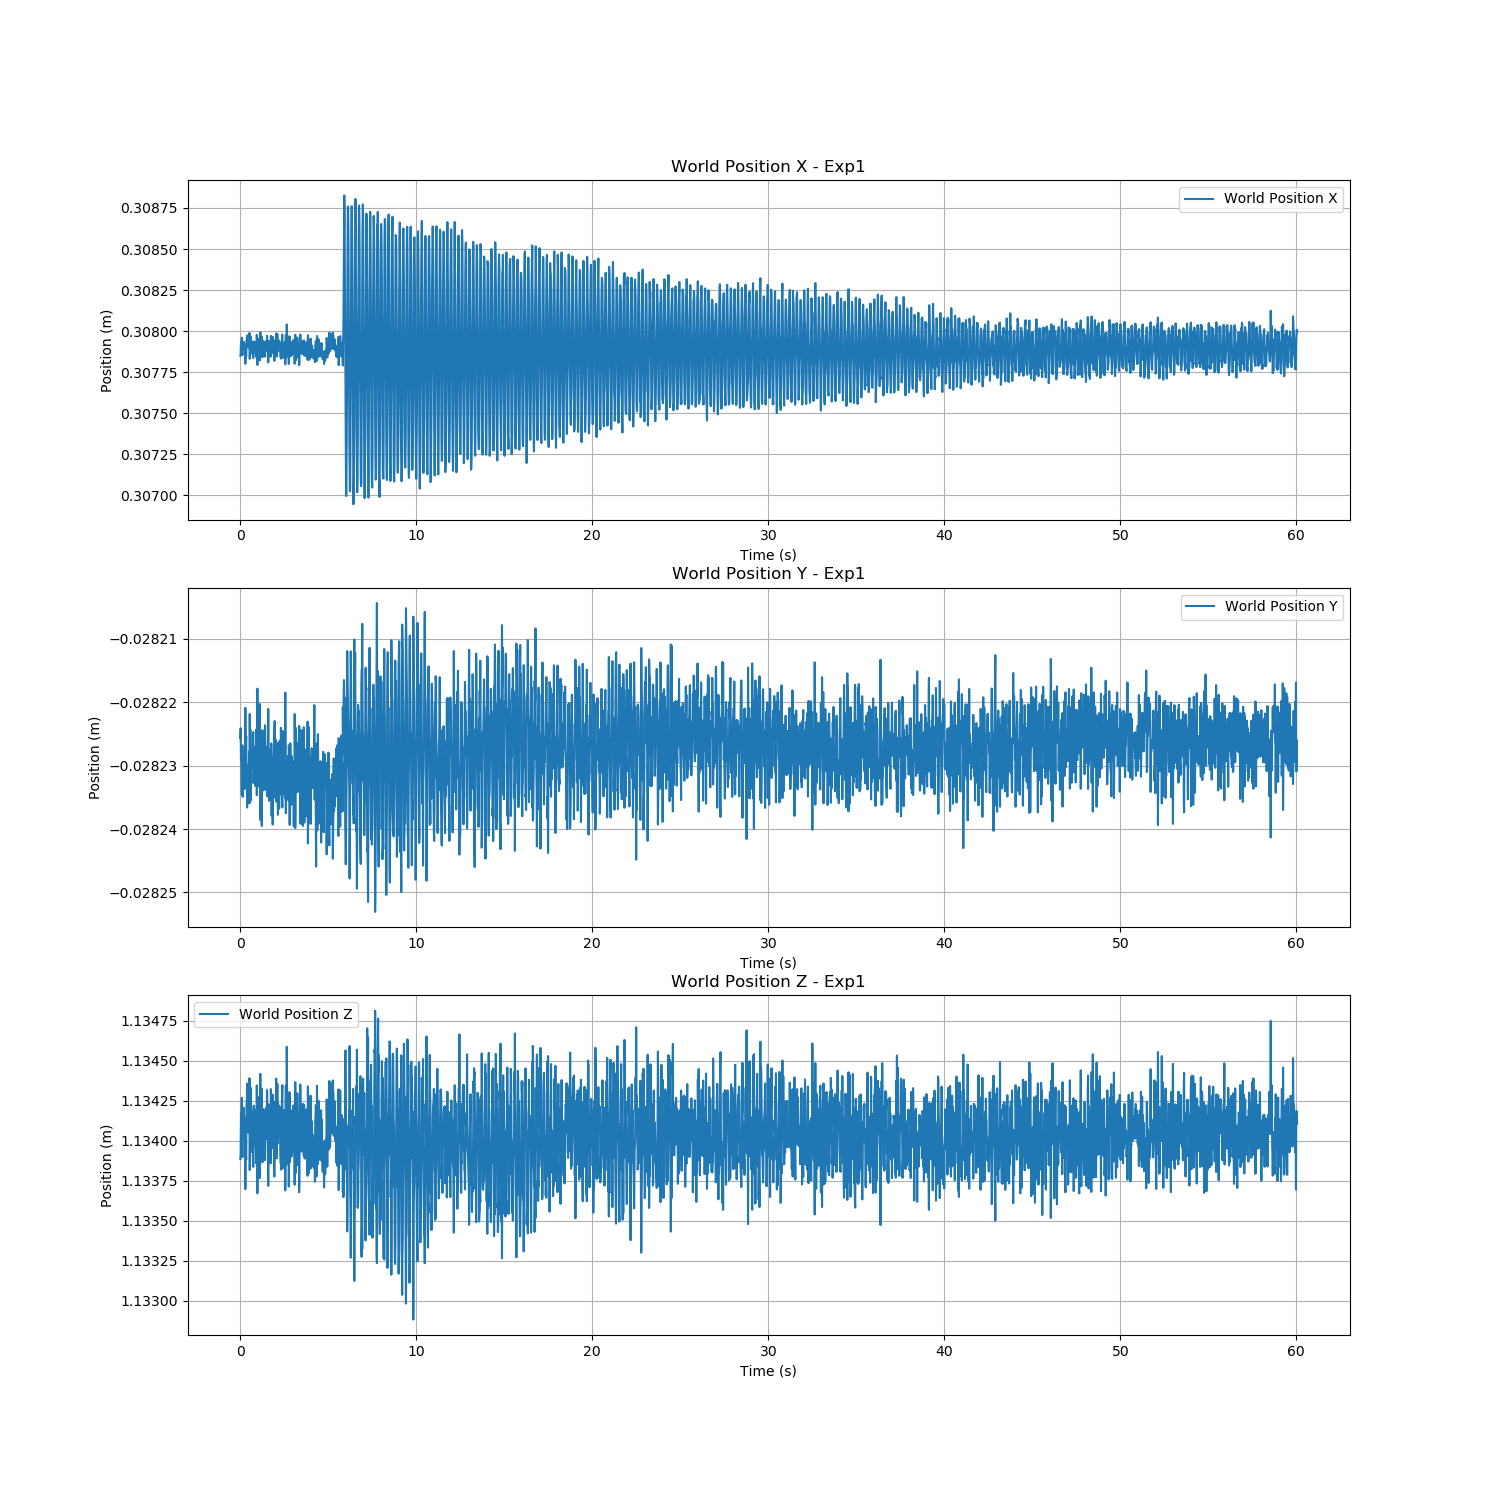 World Position X - Exp1
World Position X
0.30875
0.30850
0.30825
0.30800
0.30775
0.30750
0.30725
0.30700
Position (m)
0 10 20 30 40 50 60
Time (s)
World Position Y - Exp1
World Position Y
−0.02821
−0.02822
−0.02823
−0.02824
−0.02825
Position (m)
0 10 20 30 40 50 60
Time (s)
World Position Z - Exp1
World Position Z
1.13475
1.13450
1.13425
1.13400
1.13375
1.13350
1.13325
1.13300
Position (m)
0 10 20 30 40 50 60
Time (s)